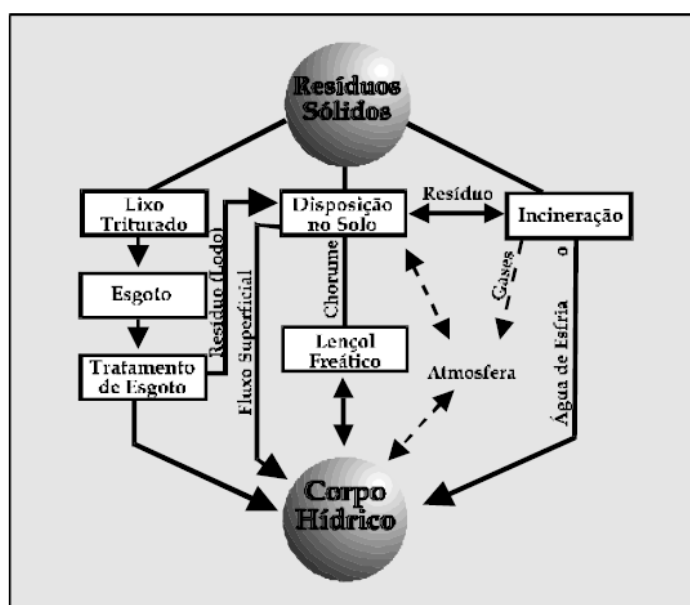 Resíduos
Sólidos
Lixo
Triturado
Disposição
no Solo
Resíduo
Incineração
Esgoto
Resíduo (Lodo)
Fluxo Superficial
Chorume
Gases
Água de Esfria
o
Tratamento
de Esgoto
Lençol
Freático
Atmosfera
Corpo
Hídrico